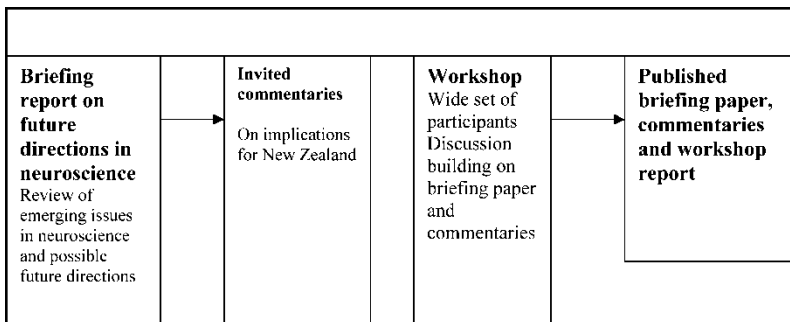 Briefing
report on
future
directions in
neuroscience
Review of
emerging issues
in neuroscience
and possible
future directions
Invited
commentaries
On implications
for New Zealand
Workshop
Wide set of
participants
Discussion
building on
briefing paper
and
commentaries
Published
briefing paper,
commentaries
and workshop
report